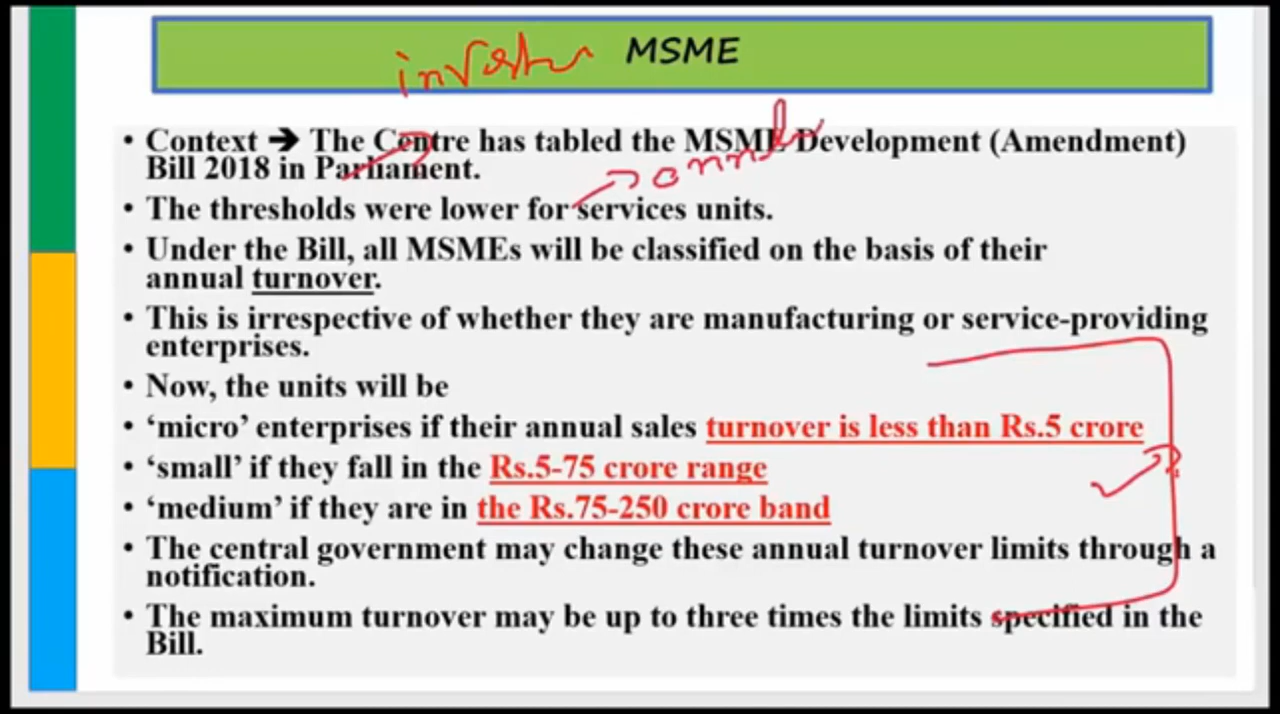 MSME
• Context ➔ The Centre has tabled the MSME Development (Amendment)
Bill 2018 in Parliament.
• The thresholds were lower for services units.
• Under the Bill, all MSMEs will be classified on the basis of their
annual turnover.
• This is irrespective of whether they are manufacturing or service-providing
enterprises.
• Now, the units will be
• ‘micro’ enterprises if their annual sales turnover is less than Rs.5 crore
• ‘small’ if they fall in the Rs.5-75 crore range
• ‘medium’ if they are in the Rs.75-250 crore band
• The central government may change these annual turnover limits through a
notification.
• The maximum turnover may be up to three times the limits specified in the
Bill.